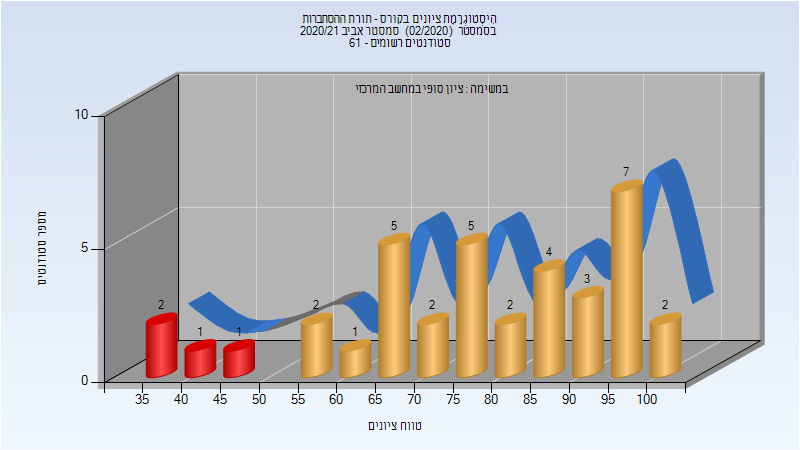 היסטוגרמת ציונים בקורס - תורת ההסתברות
בסמסטר (02/2020) סמסטר אביב 2020/21
סטודנטים רשומים - 61
במשימה : ציון סופי במחשב המרכזי
מספר סטודנטים
10
5
0
2
1
1
2
1
5
2
5
2
4
3
7
2
35 40 45 50 55 60 65 70 75 80 85 90 95 100
טווח ציונים